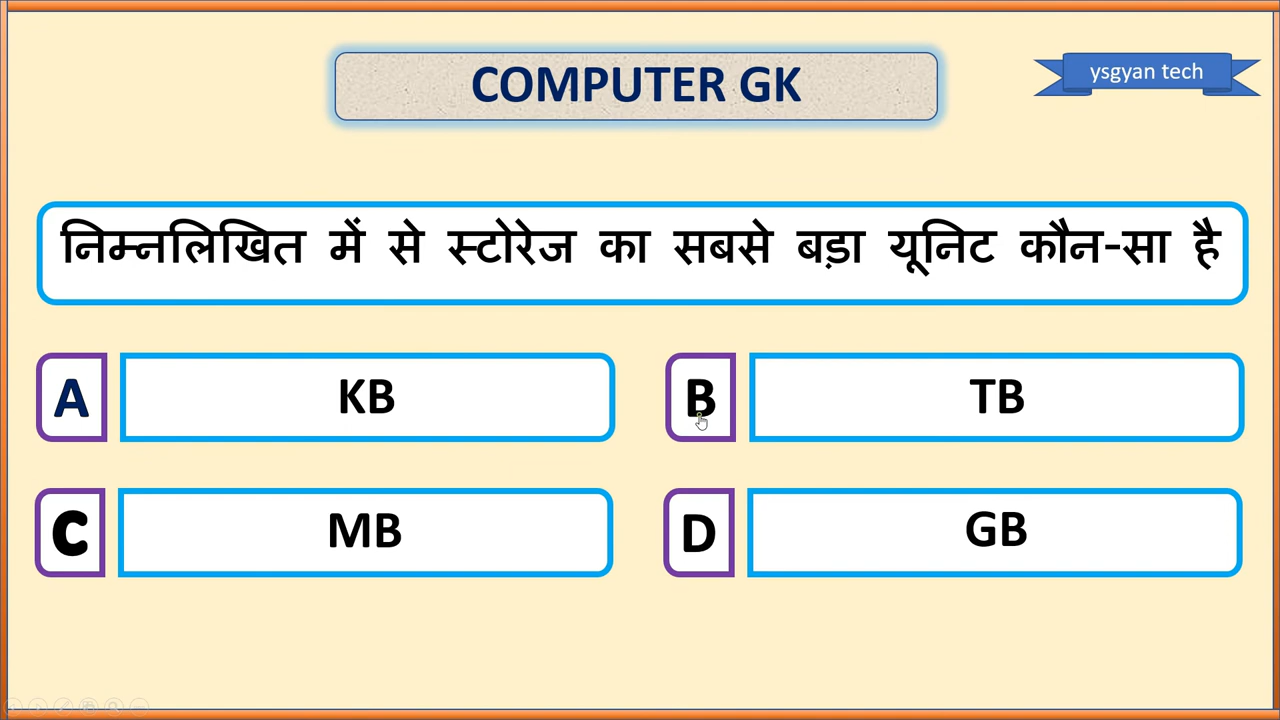 COMPUTER GK
ysgyan tech
निम्नलिखित में से स्टोरेज का सबसे बड़ा यूनिट कौन-सा है
A KB
B TB
C MB
D GB